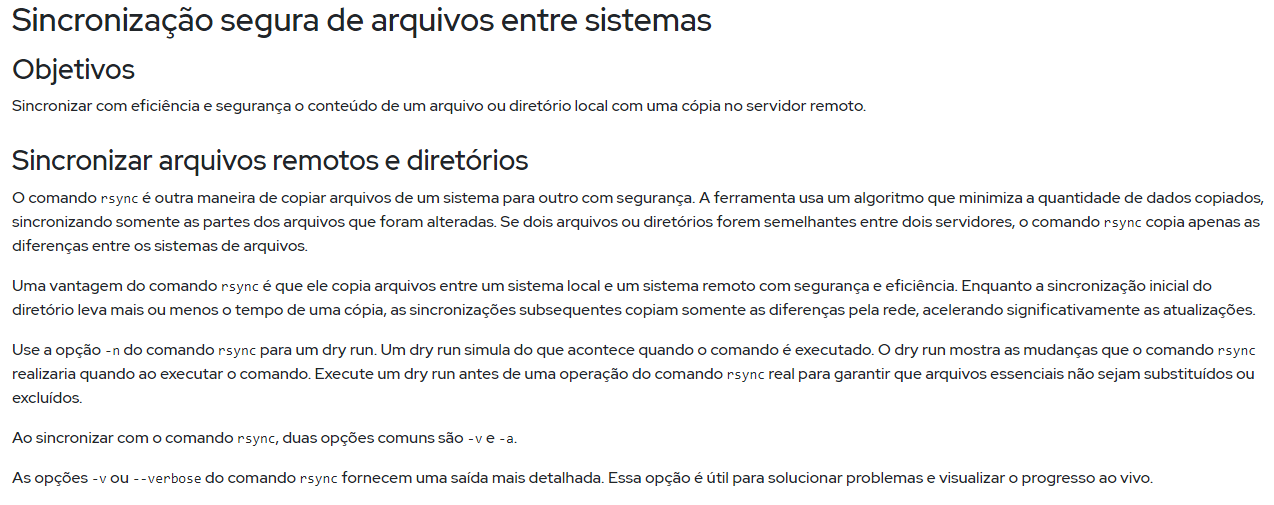 Sincronização segura de arquivos entre sistemas
Objetivos
Sincronizar com eficiência e segurança o conteúdo de um arquivo ou diretório local com uma cópia no servidor remoto.
Sincronizar arquivos remotos e diretórios
O comando rsync é outra maneira de copiar arquivos de um sistema para outro com segurança. A ferramenta usa um algoritmo que minimiza a quantidade de dados copiados,
sincronizando somente as partes dos arquivos que foram alteradas. Se dois arquivos ou diretórios forem semelhantes entre dois servidores, o comando rsync copia apenas as
diferenças entre os sistemas de arquivos.
Uma vantagem do comando rsync é que ele copia arquivos entre um sistema local e um sistema remoto com segurança e eficiência. Enquanto a sincronização inicial do
diretório leva mais ou menos o tempo de uma cópia, as sincronizações subsequentes copiam somente as diferenças pela rede, acelerando significativamente as atualizações.
Use a opção -n do comando rsync para um dry run. Um dry run simula do que acontece quando o comando é executado. O dry run mostra as mudanças que o comando rsync
realizaria quando ao executar o comando. Execute um dry run antes de uma operação do comando rsync real para garantir que arquivos essenciais não sejam substituídos ou
excluídos.
Ao sincronizar com o comando rsync, duas opções comuns são -v e -a.
As opções -v ou --verbose do comando rsync fornecem uma saída mais detalhada. Essa opção é útil para solucionar problemas e visualizar o progresso ao vivo.